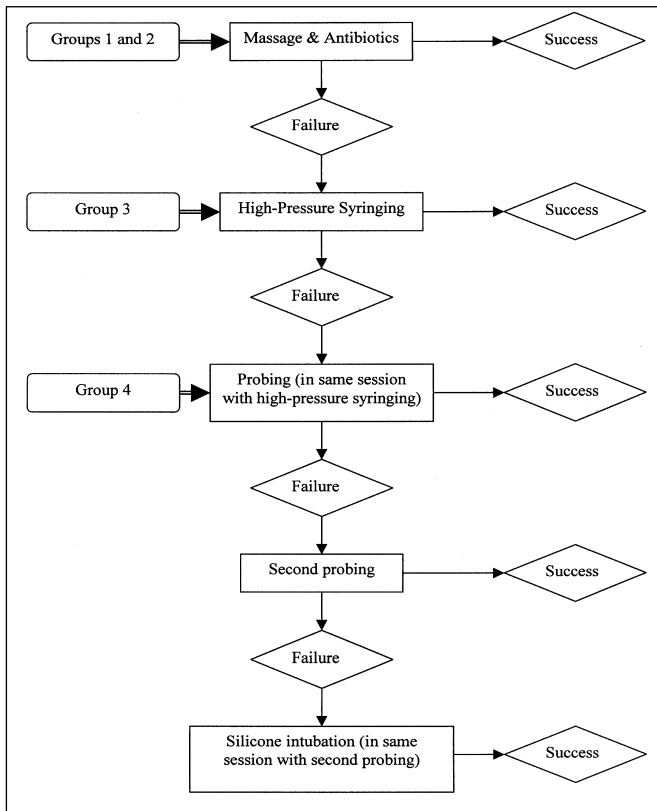 Groups 1 and 2
Massage & Antibiotics
Success
Failure
Group 3
High-Pressure Syringing
Success
Failure
Group 4
Probing (in same session
with high-pressure syringing)
Success
Failure
Second probing
Success
Failure
Silicone intubation (in same
session with second probing)
Success